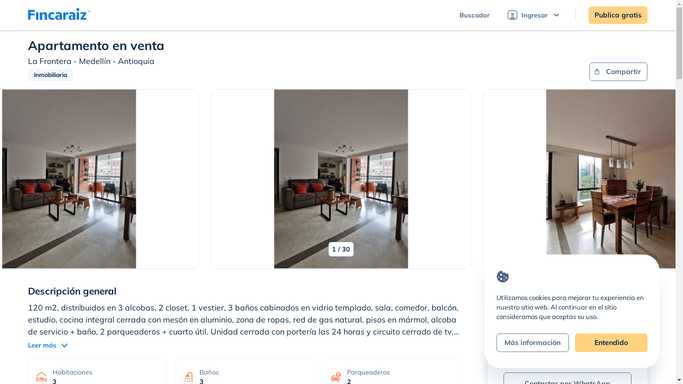 Fincaraiz
Buscador
Ingresar
Publica gratis
Apartamento en venta
La Frontera - Medellín - Antioquia
Inmobiliaria
Compartir
1 / 30
Descripción general
120 m2, distribuidos en 3 alcobas, 2 closet, 1 vestier, 3 baños cabinados en vidrio templado, sala, comedor, balcón,
estudio, cocina integral cerrada con mesón en aluminio, zona de ropas, red de gas natural, pisos en mármol, alcoba
de servicio + baño, 2 parqueaderos + cuarto útil. Unidad cerrada con portería las 24 horas y circuito cerrado de tv,...
Leer más
Habitaciones
3
Baños
3
Parqueaderos
2
Utilizamos cookies para mejorar tu experiencia en
nuestro sitio web. Al continuar en el sitio
consideramos que aceptas su uso.
Más información
Entendido
Contactar por WhatsApp